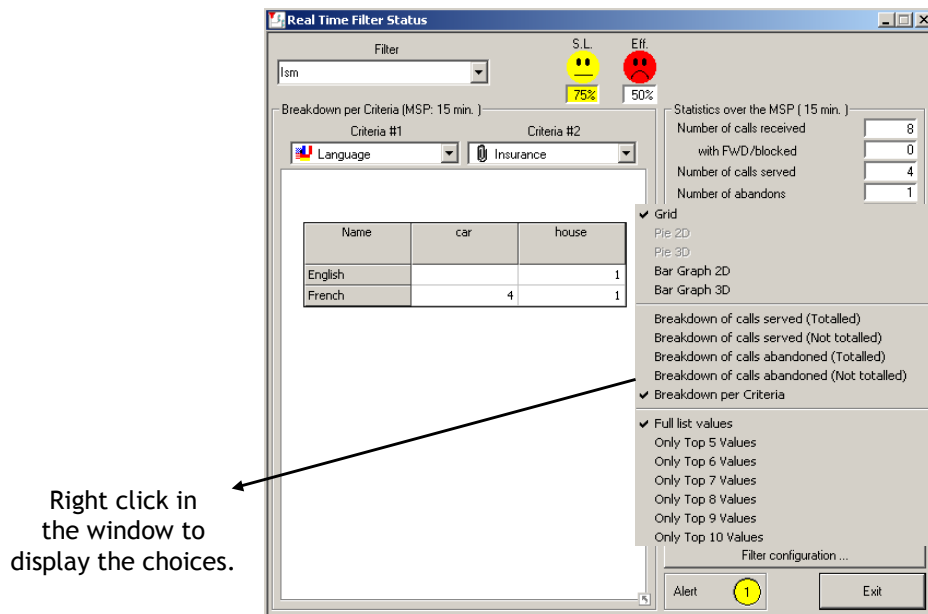 Real Time Filter Status
Filter
S.L.
Eff.
Ism
75%
50%
Breakdown per Criteria (MSP: 15 min. )
Criteria #1
Criteria #2
Language
Insurance
Name
car
house
English
1
French
4
1
Statistics over the MSP ( 15 min. )
Number of calls received
8
with FWD/blocked
0
Number of calls served
4
Number of abandons
1
Grid
Pie 2D
Pie 3D
Bar Graph 2D
Bar Graph 3D
Breakdown of calls served (Totalled)
Breakdown of calls served (Not totalled)
Breakdown of calls abandoned (Totalled)
Breakdown of calls abandoned (Not totalled)
Breakdown per Criteria
Full list values
Only Top 5 Values
Only Top 6 Values
Only Top 7 Values
Only Top 8 Values
Only Top 9 Values
Only Top 10 Values
Filter configuration ...
Alert
1
Exit
Right click in
the window to
display the choices.